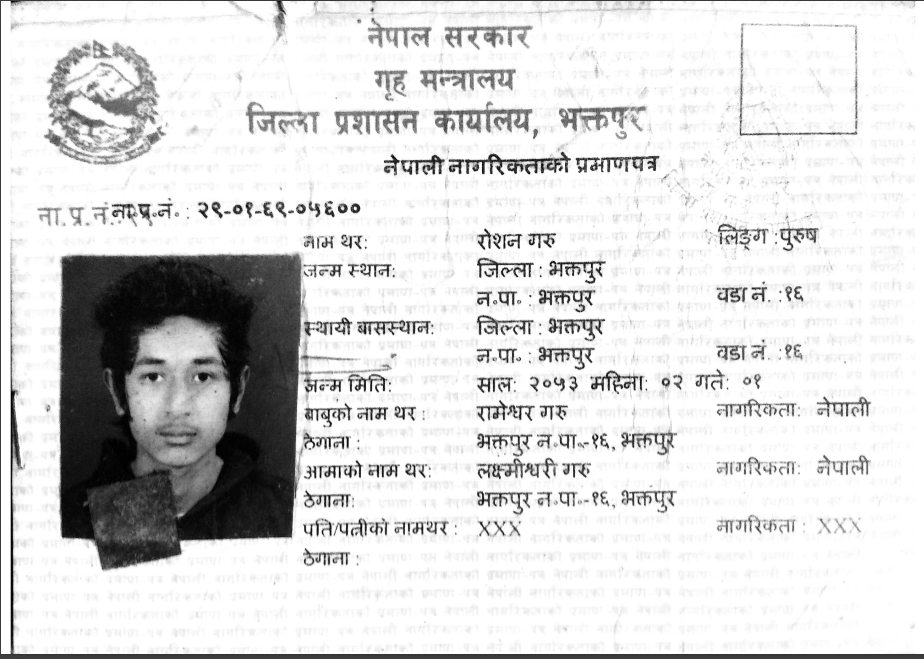 नेपाल सरकार
गृह मन्त्रालय
जिल्ला प्रशासन कार्यालय, भक्तपुर
नेपाली नागरिकताको प्रमाणपत्र
ना.प्र.नं. ना.प्र.नं. : २९-०१-६९-०५६००
नाम थर: रोशन गरु लिङ्ग : पुरुष
जन्म स्थान: जिल्ला : भक्तपुर
न.पा. : भक्तपुर वडा नं. : १६
स्थायी बासस्थान: जिल्ला : भक्तपुर
न.पा. : भक्तपुर वडा नं. : १६
जन्म मिति: साल: २०५३ महिना: ०२ गते: ०१
बाबुको नाम थर : रामेश्वर गरु नागरिकता: नेपाली
ठेगाना : भक्तपुर न.पा.-१६, भक्तपुर
आमाको नाम थर: लक्ष्मीश्वरी गरु नागरिकता: नेपाली
ठेगाना: भक्तपुर न.पा.-१६, भक्तपुर
पति/पत्नीको नामथर : XXX नागरिकता : XXX
ठेगाना :